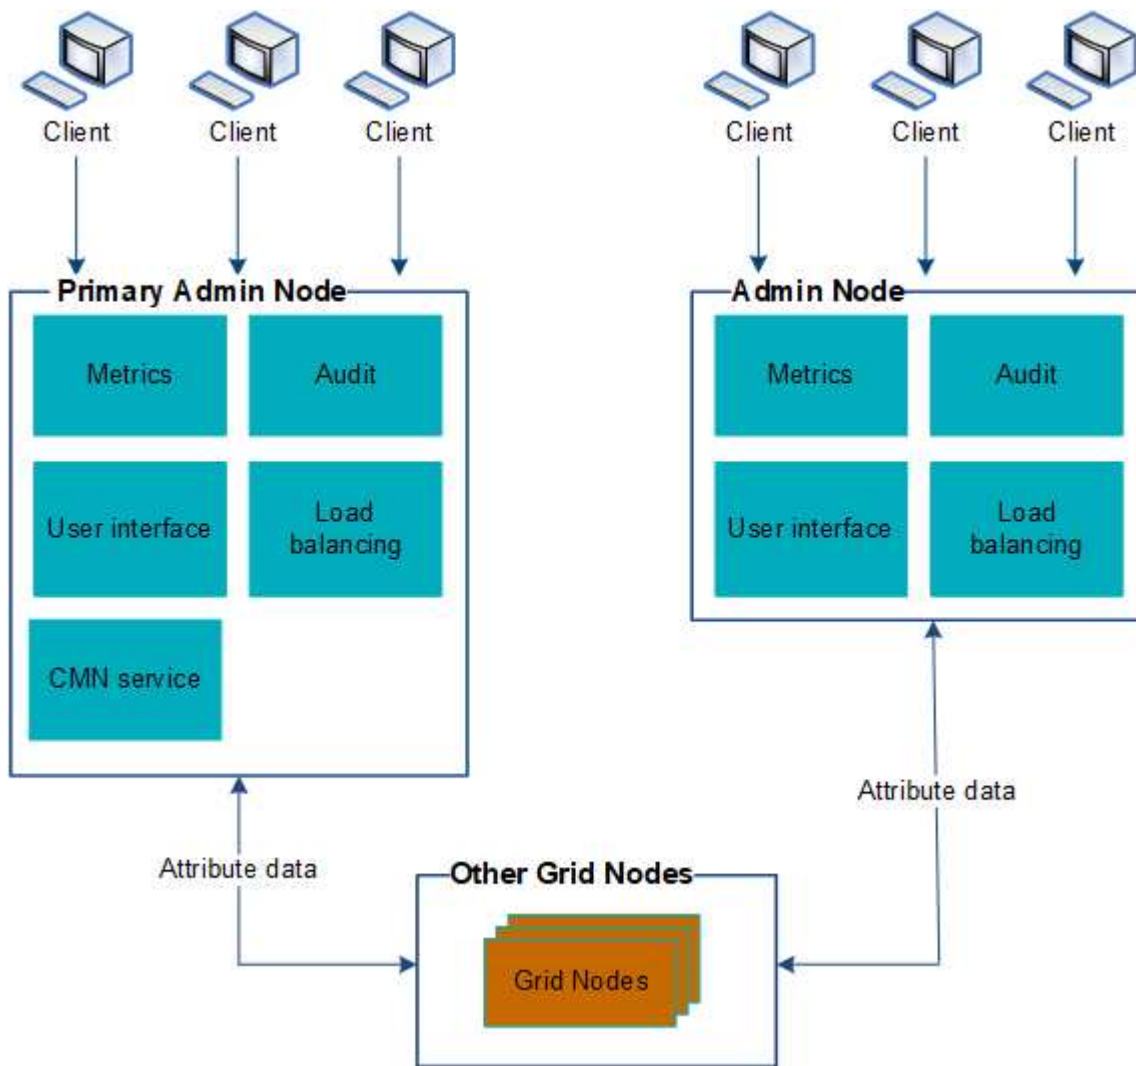 Client
Client
Client
Client
Client
Client
Primary Admin Node
Metrics
Audit
User interface
Load
balancing
CMN service
Admin Node
Metrics
Audit
User interface
Load
balancing
Attribute data
Attribute data
Other Grid Nodes
Grid Nodes